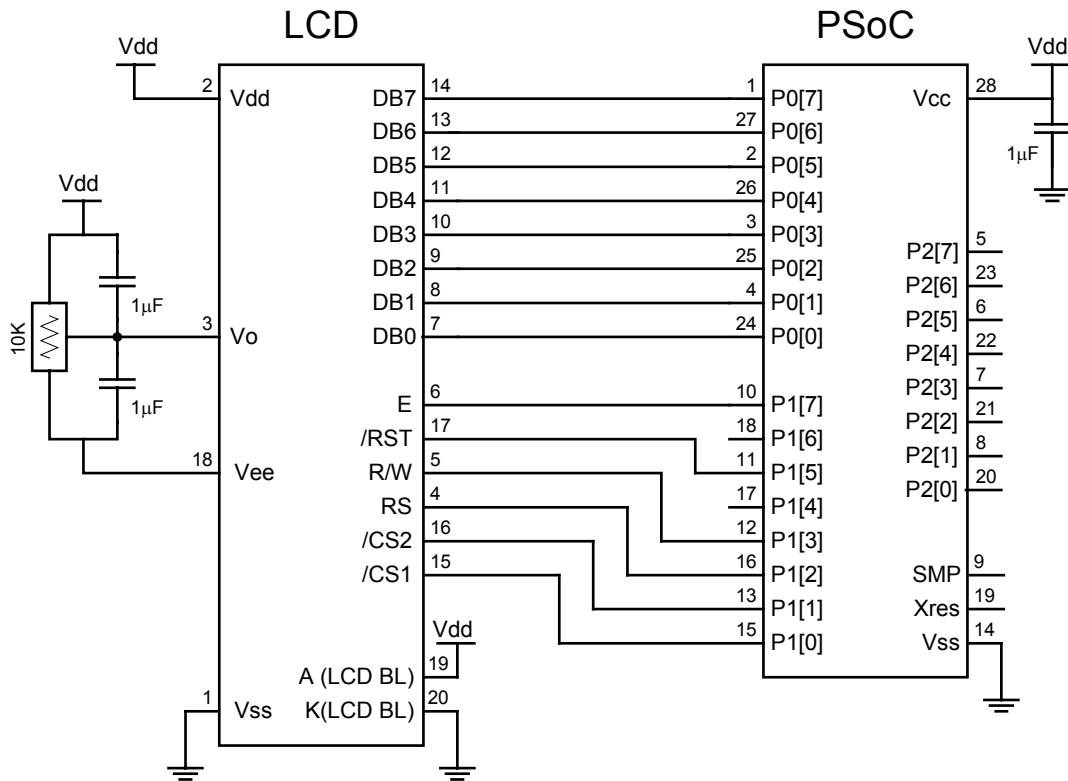 LCD
PSoC
Vdd
Vdd
2
Vdd
DB7
14
1
P0[7]
Vcc
28
DB6
13
27
P0[6]
1μF
DB5
12
2
P0[5]
Vdd
DB4
11
26
P0[4]
DB3
10
3
P0[3]
5
P2[7]
DB2
9
25
P0[2]
23
P2[6]
1μF
DB1
8
4
P0[1]
6
P2[5]
10K
3
Vo
DB0
7
24
P0[0]
22
P2[4]
7
P2[3]
1μF
E
6
10
P1[7]
21
P2[2]
/RST
17
18
P1[6]
8
P2[1]
18
Vee
R/W
5
11
P1[5]
20
P2[0]
RS
4
17
P1[4]
/CS2
16
12
P1[3]
/CS1
15
16
P1[2]
SMP
9
13
P1[1]
Xres
19
Vdd
15
P1[0]
Vss
14
A (LCD BL)
19
1
Vss
K(LCD BL)
20